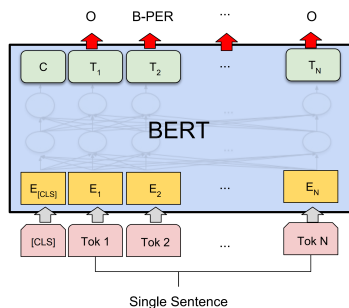 O B-PER ... O
C T1 T2 ... TN
BERT
E[CLS] E1 E2 ... EN
[CLS] Tok 1 Tok 2 ... Tok N
Single Sentence